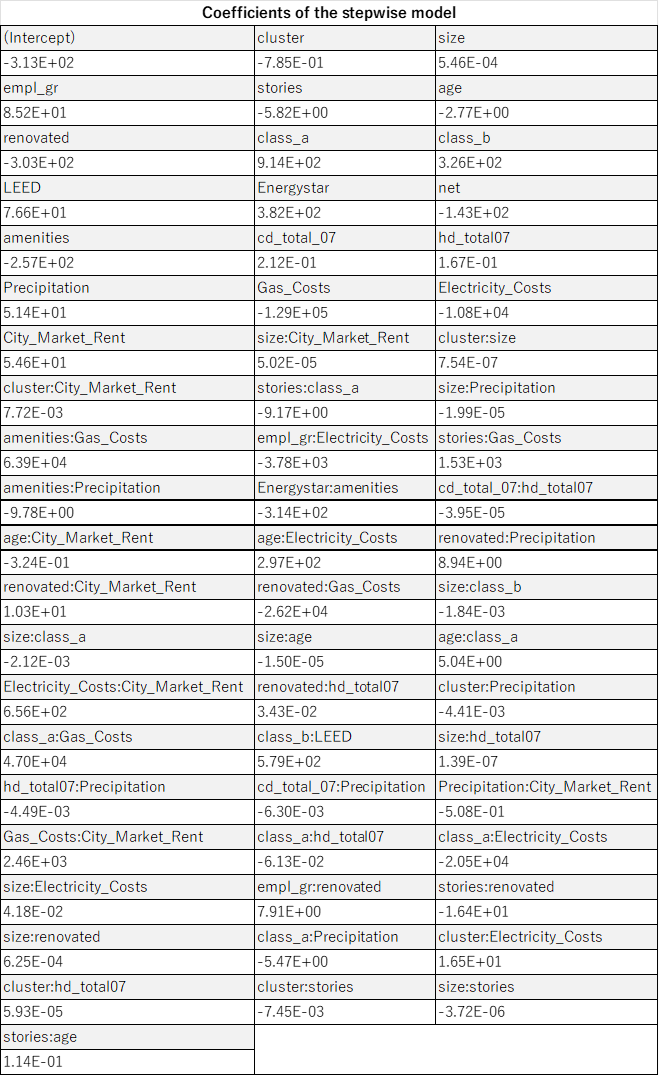 Coefficients of the stepwise model
(Intercept) cluster size
-3.13E+02 -7.85E-01 5.46E-04
empl_gr stories age
8.52E+01 -5.82E+00 -2.77E+00
renovated class_a class_b
-3.03E+02 9.14E+02 3.26E+02
LEED Energystar net
7.66E+01 3.82E+02 -1.43E+02
amenities cd_total_07 hd_total07
-2.57E+02 2.12E-01 1.67E-01
Precipitation Gas_Costs Electricity_Costs
5.14E+01 -1.29E+05 -1.08E+04
City_Market_Rent size:City_Market_Rent cluster:size
5.46E+01 5.02E-05 7.54E-07
cluster:City_Market_Rent stories:class_a size:Precipitation
7.72E-03 -9.17E+00 -1.99E-05
amenities:Gas_Costs empl_gr:Electricity_Costs stories:Gas_Costs
6.39E+04 -3.78E+03 1.53E+03
amenities:Precipitation Energystar:amenities cd_total_07:hd_total07
-9.78E+00 -3.14E+02 -3.95E-05
age:City_Market_Rent age:Electricity_Costs renovated:Precipitation
-3.24E-01 2.97E+02 8.94E+00
renovated:City_Market_Rent renovated:Gas_Costs size:class_b
1.03E+01 -2.62E+04 -1.84E-03
size:class_a size:age age:class_a
-2.12E-03 -1.50E-05 5.04E+00
Electricity_Costs:City_Market_Rent renovated:hd_total07 cluster:Precipitation
6.56E+02 3.43E-02 -4.41E-03
class_a:Gas_Costs class_b:LEED size:hd_total07
4.70E+04 5.79E+02 1.39E-07
hd_total07:Precipitation cd_total_07:Precipitation Precipitation:City_Market_Rent
-4.49E-03 -6.30E-03 -5.08E-01
Gas_Costs:City_Market_Rent class_a:hd_total07 class_a:Electricity_Costs
2.46E+03 -6.13E-02 -2.05E+04
size:Electricity_Costs empl_gr:renovated stories:renovated
4.18E-02 7.91E+00 -1.64E+01
size:renovated class_a:Precipitation cluster:Electricity_Costs
6.25E-04 -5.47E+00 1.65E+01
cluster:hd_total07 cluster:stories size:stories
5.93E-05 -7.45E-03 -3.72E-06
stories:age
1.14E-01